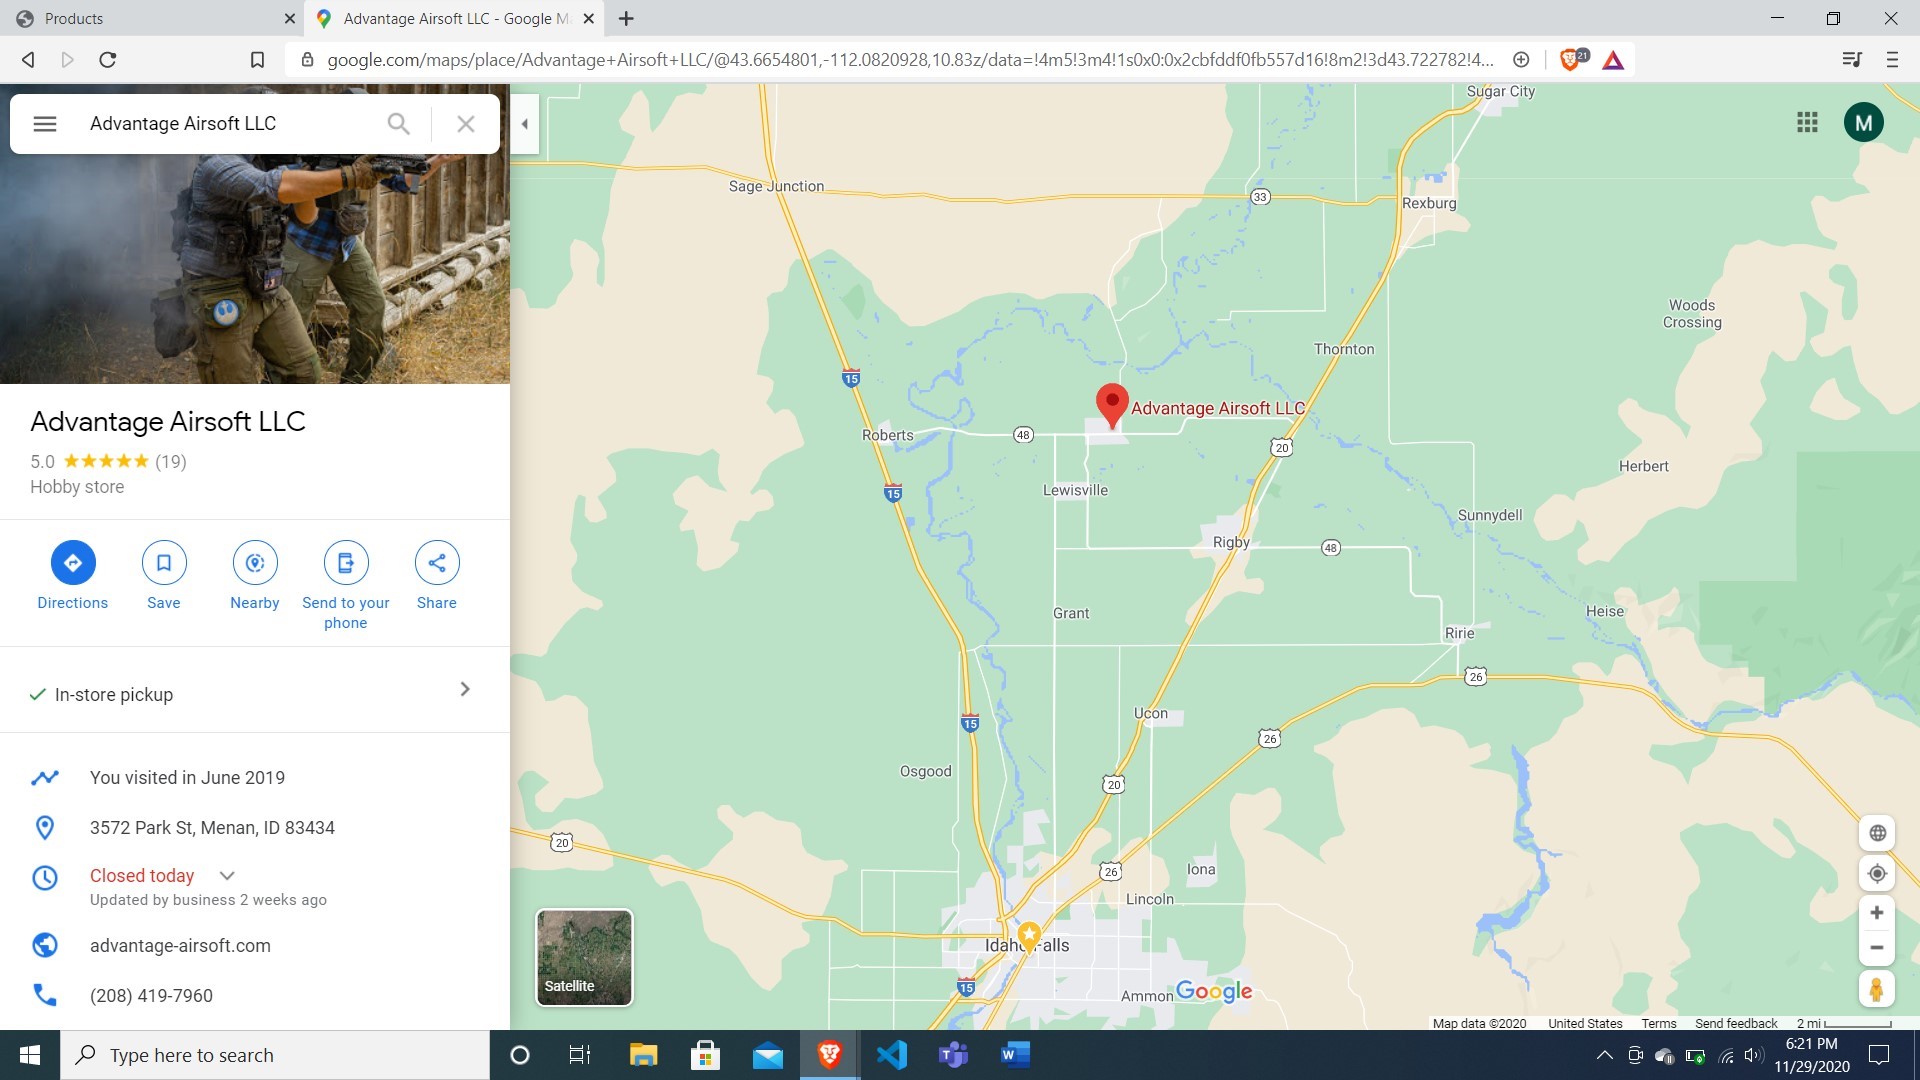 Products
Advantage Airsoft LLC - Google M
google.com/maps/place/Advantage+Airsoft+LLC/@43.6654801,-112.0820928,10.83z/data=!4m5!3m4!1s0x0:0x2cbfddf0fb557d16!8m2!3d43.722782!4...
21
Advantage Airsoft LLC
M
Advantage Airsoft LLC
5.0 (19)
Hobby store
Directions
Save
Nearby
Send to your
phone
Share
In-store pickup
You visited in June 2019
3572 Park St, Menan, ID 83434
Closed today
Updated by business 2 weeks ago
advantage-airsoft.com
(208) 419-7960
Sugar City
Sage Junction
33
Rexburg
Woods
Crossing
Thornton
15
Advantage Airsoft LLC
Roberts
48
20
Herbert
15
Lewisville
Sunnydell
Rigby
48
Grant
Heise
Ririe
26
Ucon
15
26
Osgood
20
20
26
Iona
Lincoln
Idaho Falls
Satellite
15
Ammon
Google
Map data ©2020
United States
Terms
Send feedback
2 mi
Type here to search
6:21 PM
11/29/2020